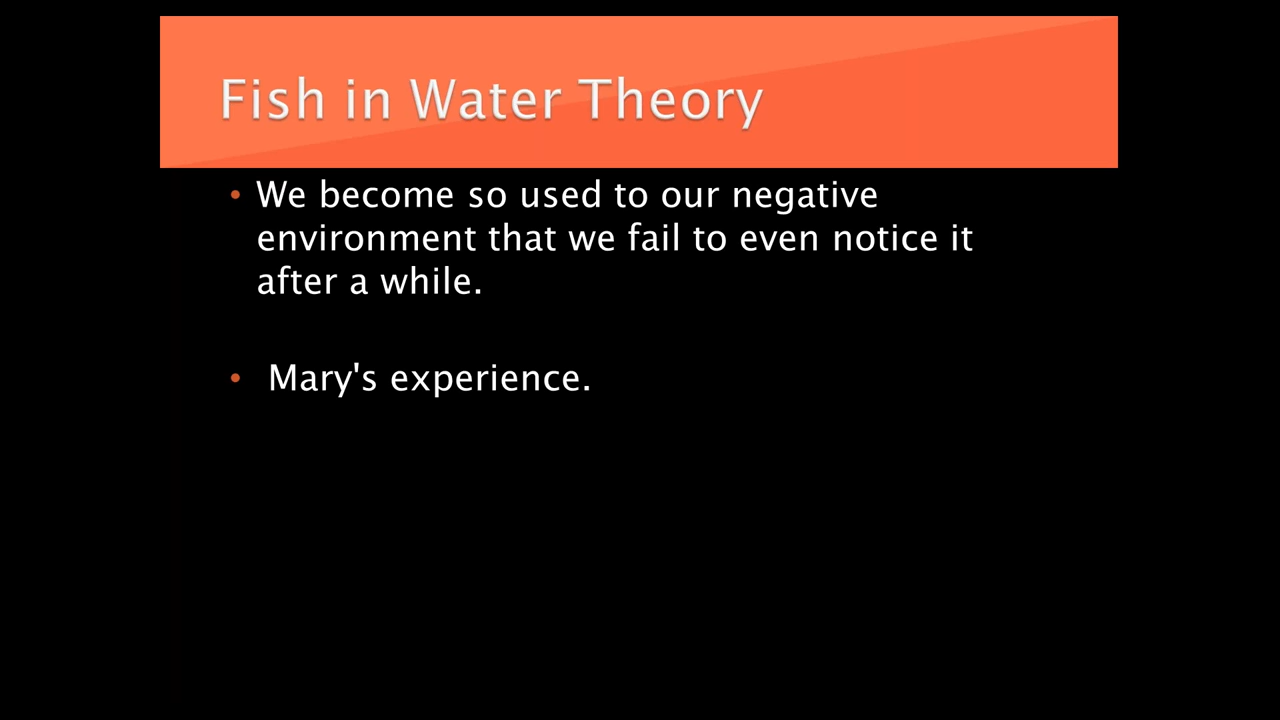 Fish in Water Theory
• We become so used to our negative
environment that we fail to even notice it
after a while.
• Mary's experience.